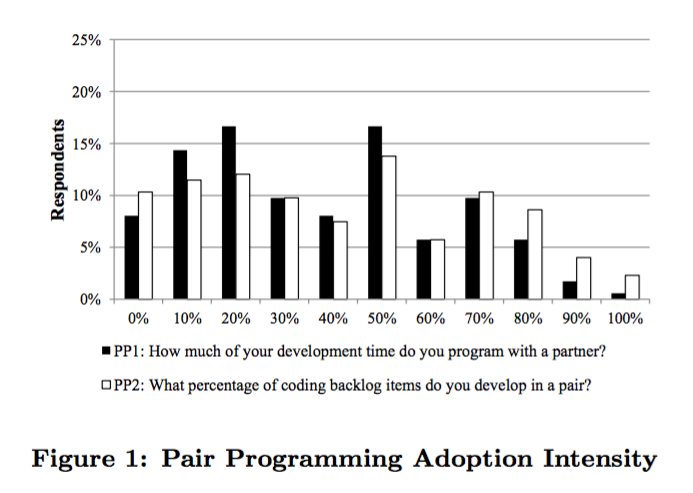 25%
20%
15%
10%
5%
0%
Respondents
0% 10% 20% 30% 40% 50% 60% 70% 80% 90% 100%
PP1: How much of your development time do you program with a partner?
PP2: What percentage of coding backlog items do you develop in a pair?
Figure 1: Pair Programming Adoption Intensity